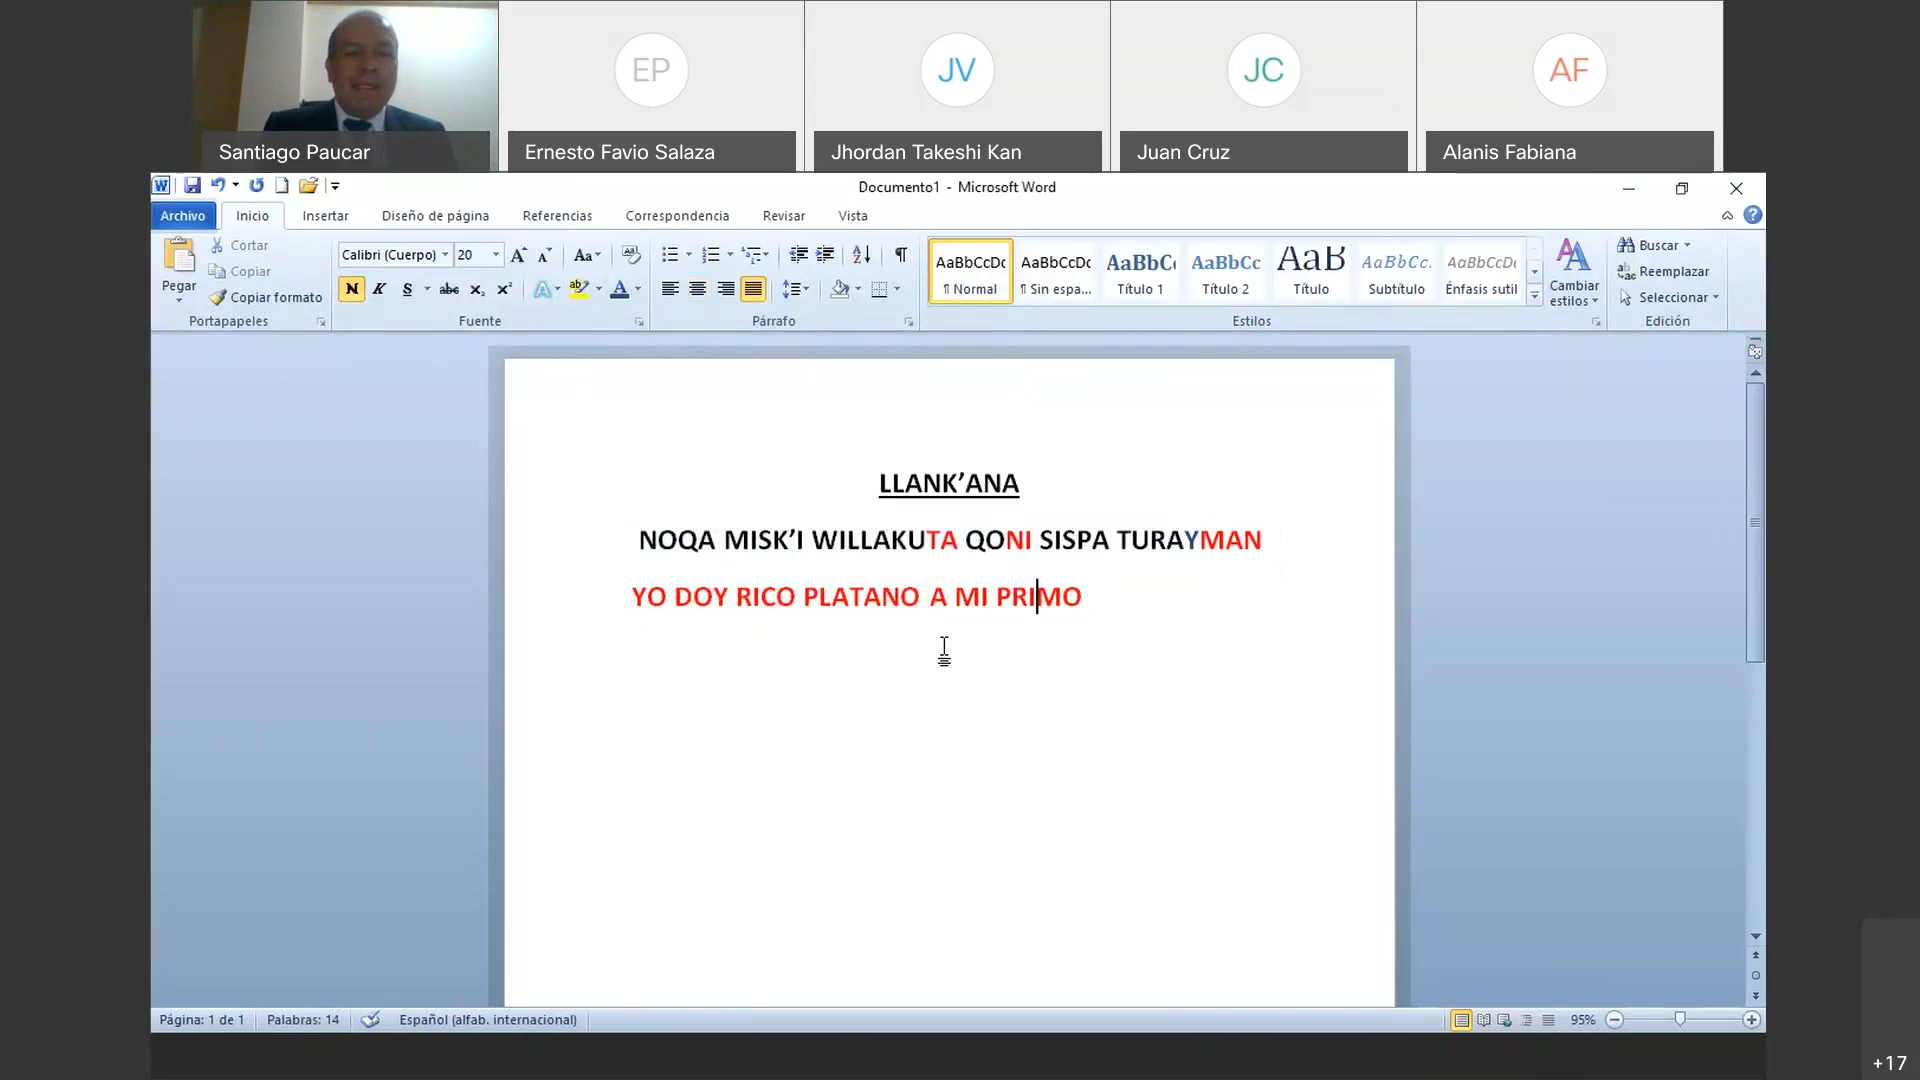 EP
JV
JC
AF
Santiago Paucar
Ernesto Favio Salaza
Jhordan Takeshi Kan
Juan Cruz
Alanis Fabiana
Documento1 - Microsoft Word
Archivo Inicio Insertar Diseño de página Referencias Correspondencia Revisar Vista
Pegar
Cortar
Copiar
Copiar formato
Portapapeles
Calibri (Cuerpo) 20
N K S abc x₂ x²
Fuente
Párrafo
AaBbCcDc AaBbCcDc AaBbC AaBbCc AaB AaBbCc. AaBbCcDc
¶ Normal ¶ Sin espa... Título 1 Título 2 Título Subtítulo Énfasis sutil
Cambiar estilos
Estilos
Buscar
Reemplazar
Seleccionar
Edición
LLANK’ANA
NOQA MISK’I WILLAKUTA QONI SISPA TURAYMAN
YO DOY RICO PLATANO A MI PRIMO
Página: 1 de 1 Palabras: 14 Español (alfab. internacional) 95%
+17